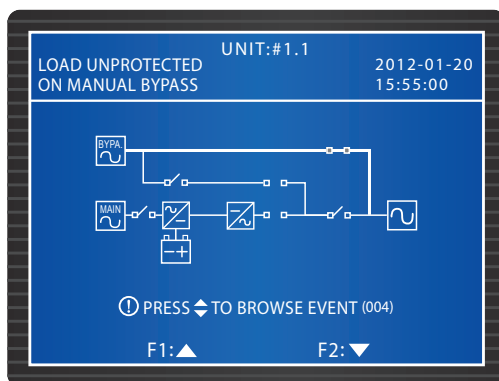 UNIT:#1.1
LOAD UNPROTECTED
ON MANUAL BYPASS
2012-01-20
15:55:00
BYPA.
MAIN
PRESS TO BROWSE EVENT (004)
F1:
F2: